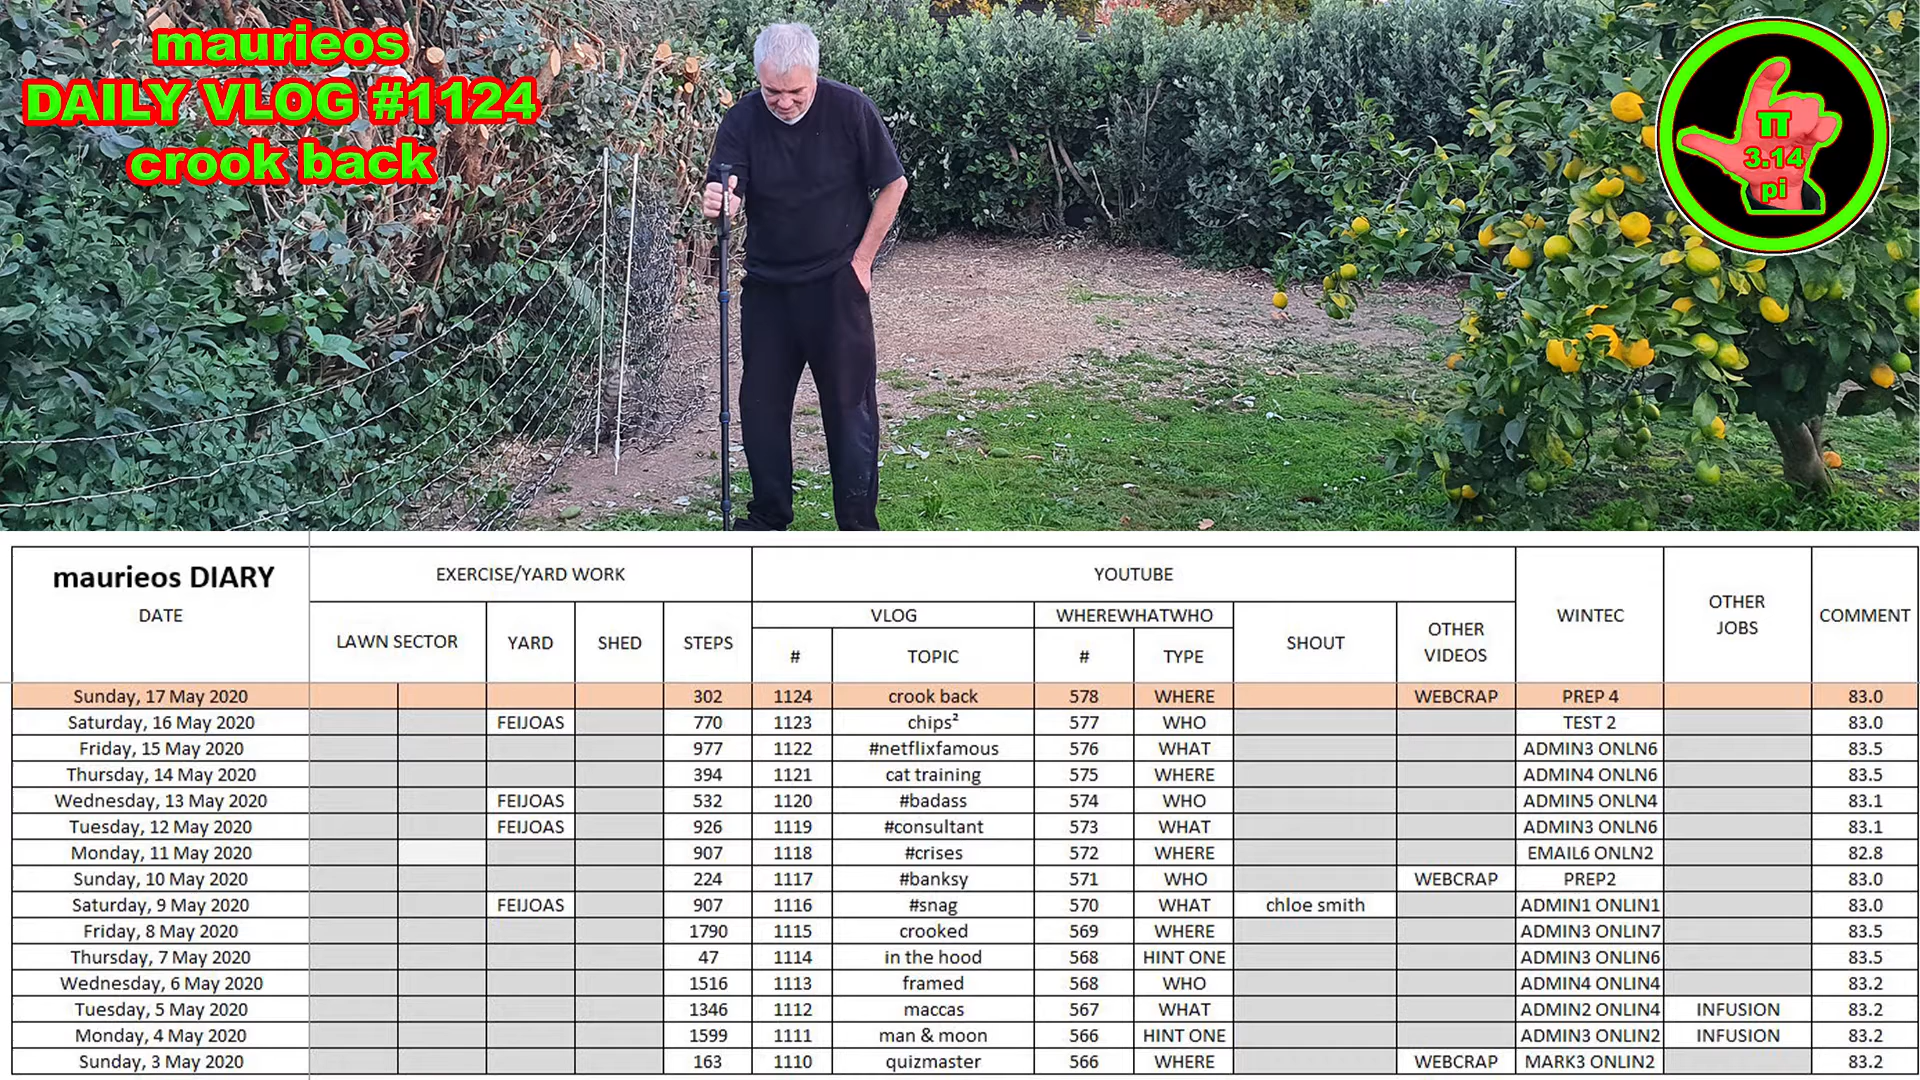 maurieos
DAILY VLOG #1124
crook back
π
3.14
pi
maurieos DIARY
DATE
EXERCISE/YARD WORK
YOUTUBE
WINTEC
OTHER JOBS
COMMENT
LAWN SECTOR
YARD
SHED
STEPS
VLOG
WHEREWHATWHO
SHOUT
OTHER VIDEOS
# TOPIC # TYPE
Sunday, 17 May 2020 302 1124 crook back 578 WHERE WEBCRAP PREP 4 83.0
Saturday, 16 May 2020 FEIJOAS 770 1123 chips² 577 WHO TEST 2 83.0
Friday, 15 May 2020 977 1122 #netflixfamous 576 WHAT ADMIN3 ONLN6 83.5
Thursday, 14 May 2020 394 1121 cat training 575 WHERE ADMIN4 ONLN6 83.5
Wednesday, 13 May 2020 FEIJOAS 532 1120 #badass 574 WHO ADMIN5 ONLN4 83.1
Tuesday, 12 May 2020 FEIJOAS 926 1119 #consultant 573 WHAT ADMIN3 ONLN6 83.1
Monday, 11 May 2020 907 1118 #crises 572 WHERE EMAIL6 ONLN2 82.8
Sunday, 10 May 2020 224 1117 #banksy 571 WHO WEBCRAP PREP2 83.0
Saturday, 9 May 2020 FEIJOAS 907 1116 #snag 570 WHAT chloe smith ADMIN1 ONLIN1 83.0
Friday, 8 May 2020 1790 1115 crooked 569 WHERE ADMIN3 ONLIN7 83.5
Thursday, 7 May 2020 47 1114 in the hood 568 HINT ONE ADMIN3 ONLIN6 83.5
Wednesday, 6 May 2020 1516 1113 framed 568 WHO ADMIN4 ONLIN4 83.2
Tuesday, 5 May 2020 1346 1112 maccas 567 WHAT ADMIN2 ONLIN4 INFUSION 83.2
Monday, 4 May 2020 1599 1111 man & moon 566 HINT ONE ADMIN3 ONLIN2 INFUSION 83.2
Sunday, 3 May 2020 163 1110 quizmaster 566 WHERE WEBCRAP MARK3 ONLIN2 83.2